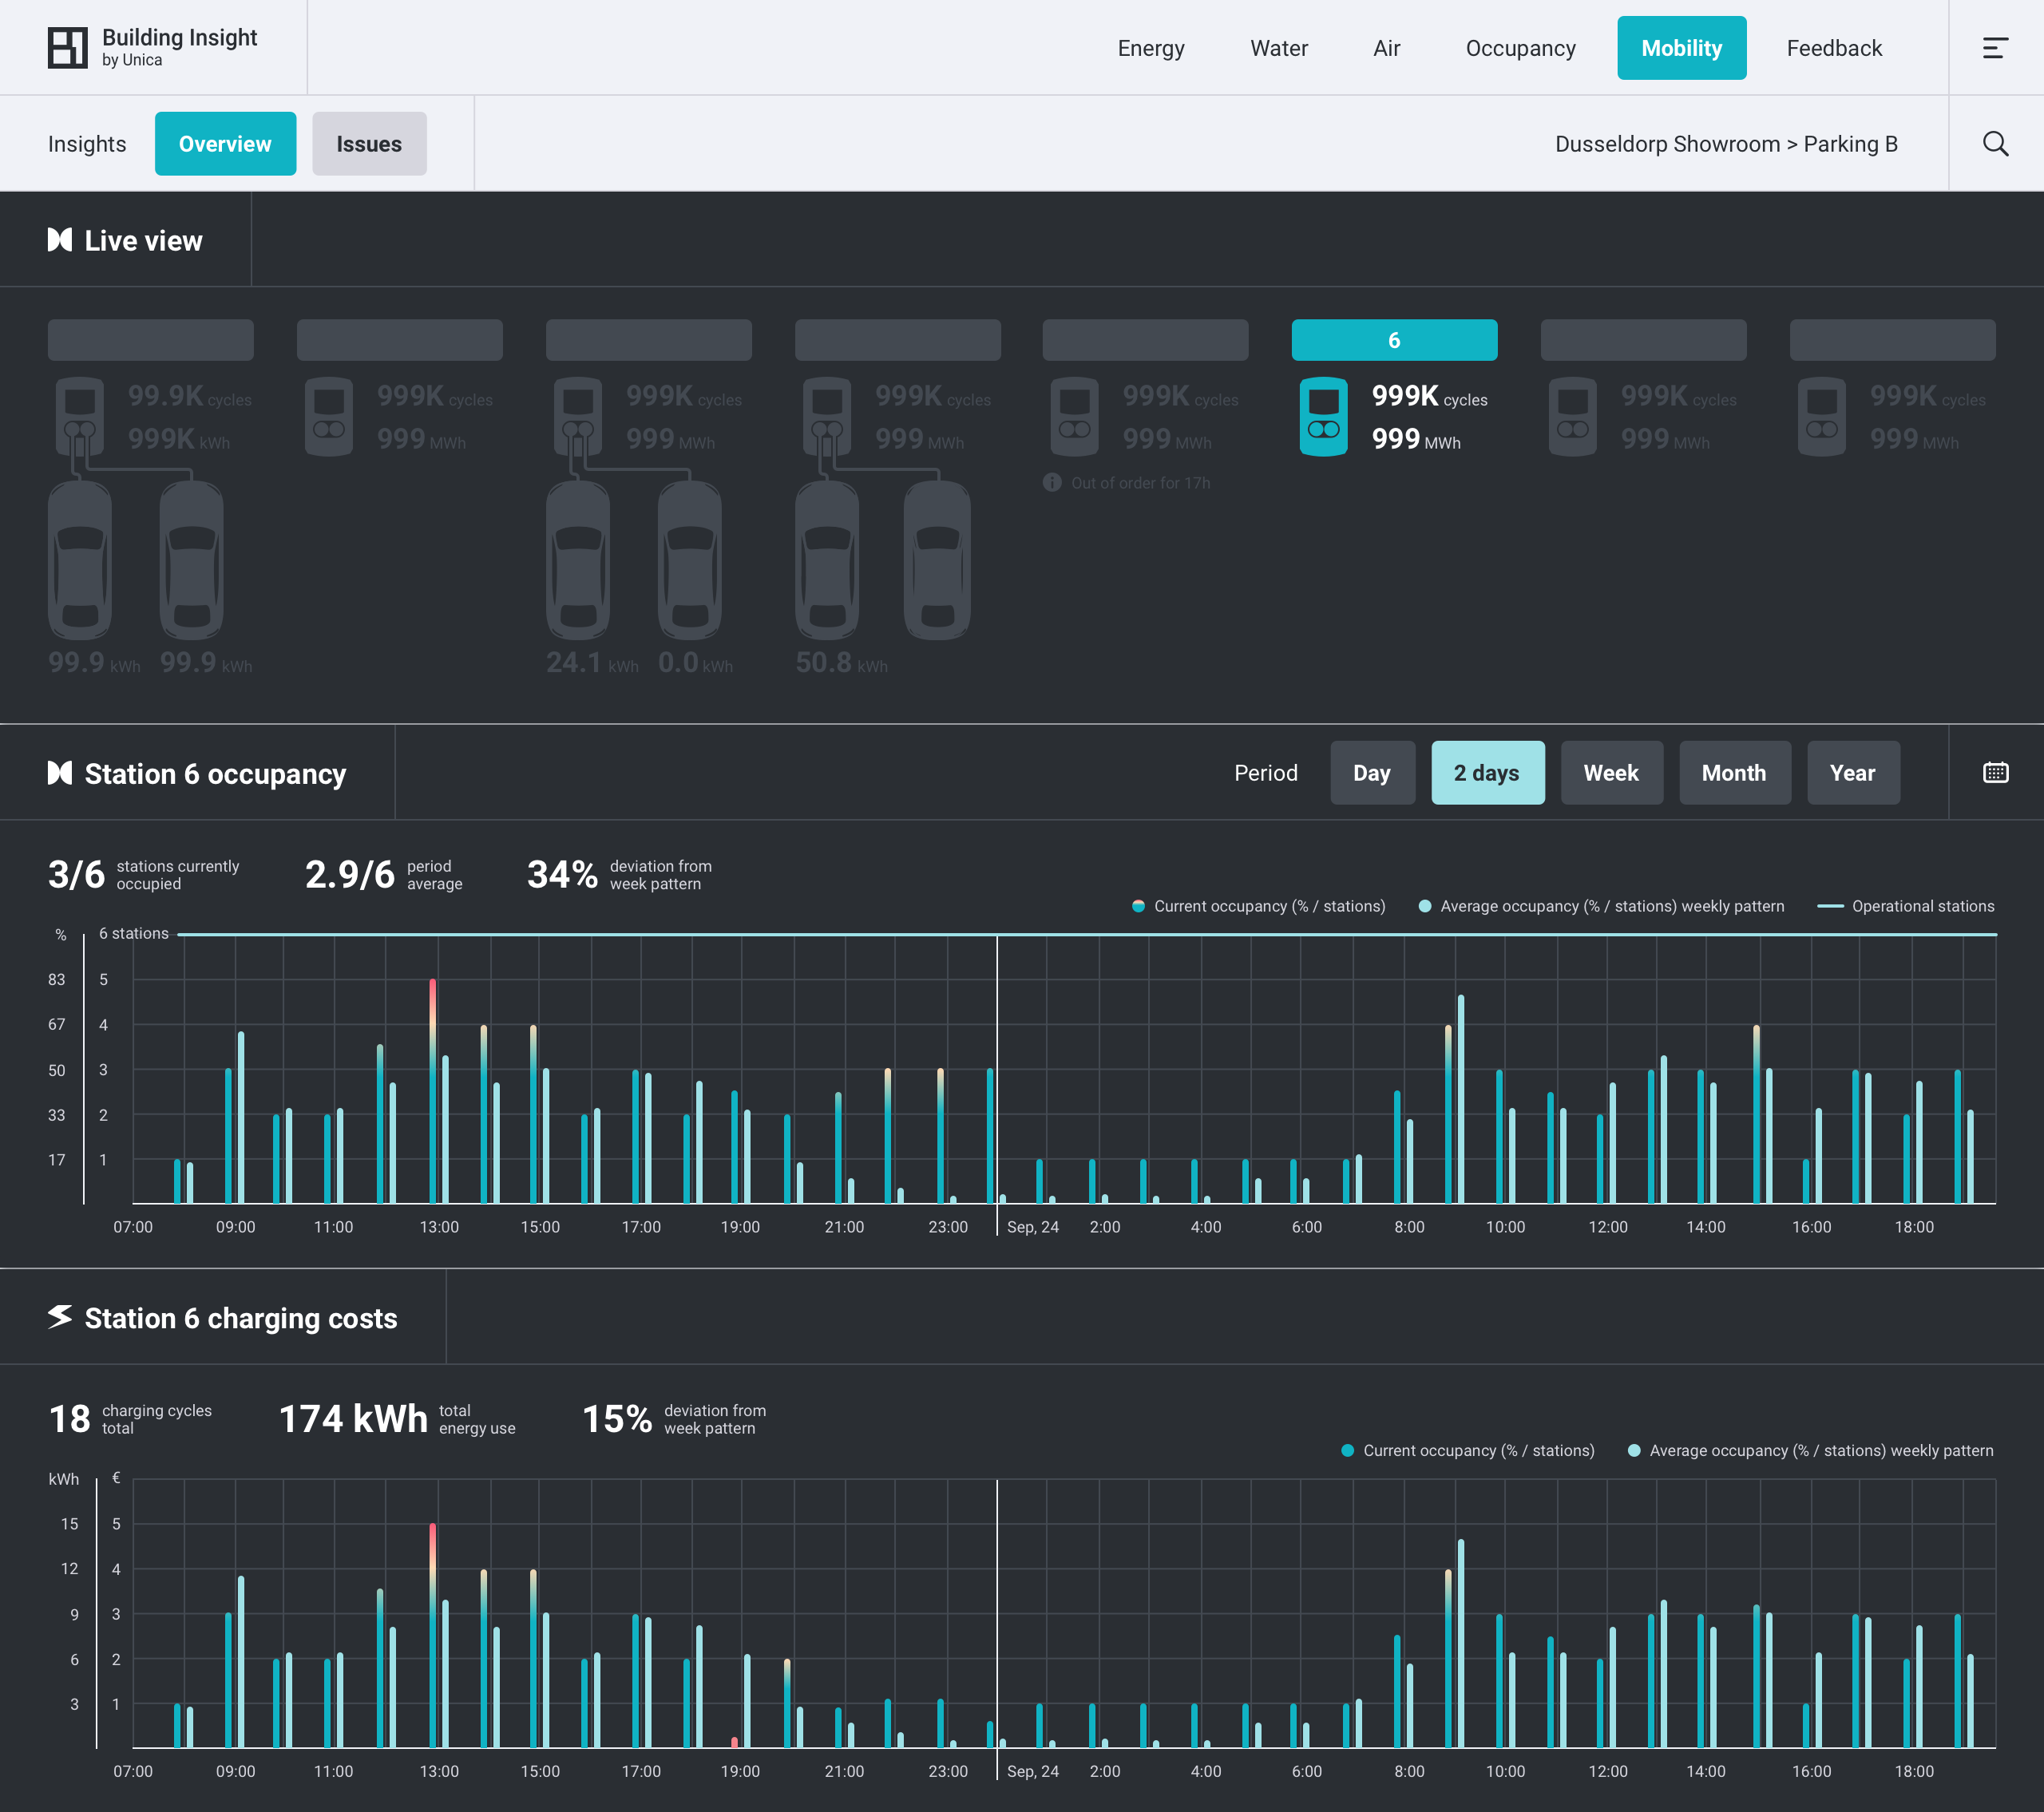 Building Insight
by Unica
Energy Water Air Occupancy Mobility Feedback
Insights Overview Issues Dusseldorp Showroom > Parking B
Live view
6
99.9K cycles 999K cycles 999K cycles 999K cycles 999K cycles 999K cycles 999K cycles 999K cycles
999K kWh 999 MWh 999 MWh 999 MWh 999 MWh 999 MWh 999 MWh 999 MWh
Out of order for 17h
99.9 kWh 99.9 kWh 24.1 kWh 0.0 kWh 50.8 kWh
Station 6 occupancy Period Day 2 days Week Month Year
3/6 stations currently occupied 2.9/6 period average 34% deviation from week pattern
Current occupancy (% / stations) Average occupancy (% / stations) weekly pattern Operational stations
% 6 stations
83 5
67 4
50 3
33 2
17 1
07:00 09:00 11:00 13:00 15:00 17:00 19:00 21:00 23:00 Sep, 24 2:00 4:00 6:00 8:00 10:00 12:00 14:00 16:00 18:00
Station 6 charging costs
18 charging cycles total 174 kWh total energy use 15% deviation from week pattern
Current occupancy (% / stations) Average occupancy (% / stations) weekly pattern
kWh €
15 5
12 4
9 3
6 2
3 1
07:00 09:00 11:00 13:00 15:00 17:00 19:00 21:00 23:00 Sep, 24 2:00 4:00 6:00 8:00 10:00 12:00 14:00 16:00 18:00